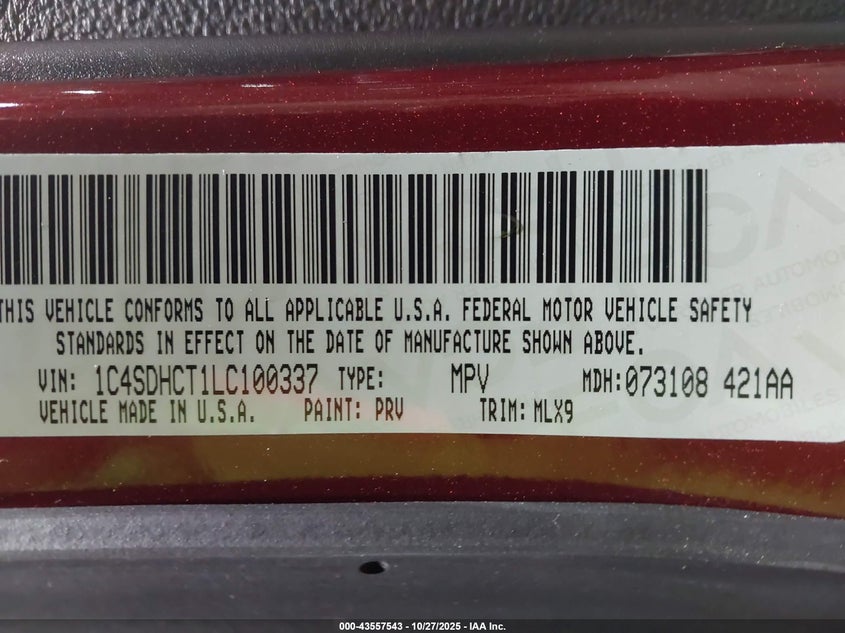 THIS VEHICLE CONFORMS TO ALL APPLICABLE U.S.A. FEDERAL MOTOR VEHICLE SAFETY
STANDARDS IN EFFECT ON THE DATE OF MANUFACTURE SHOWN ABOVE.
VIN: 1C4SDHCT1LC100337 TYPE: MPV MDH: 073108 421AA
VEHICLE MADE IN U.S.A. PAINT: PRV TRIM: MLX9
000-43557543 / 10/27/2025 - IAA Inc.